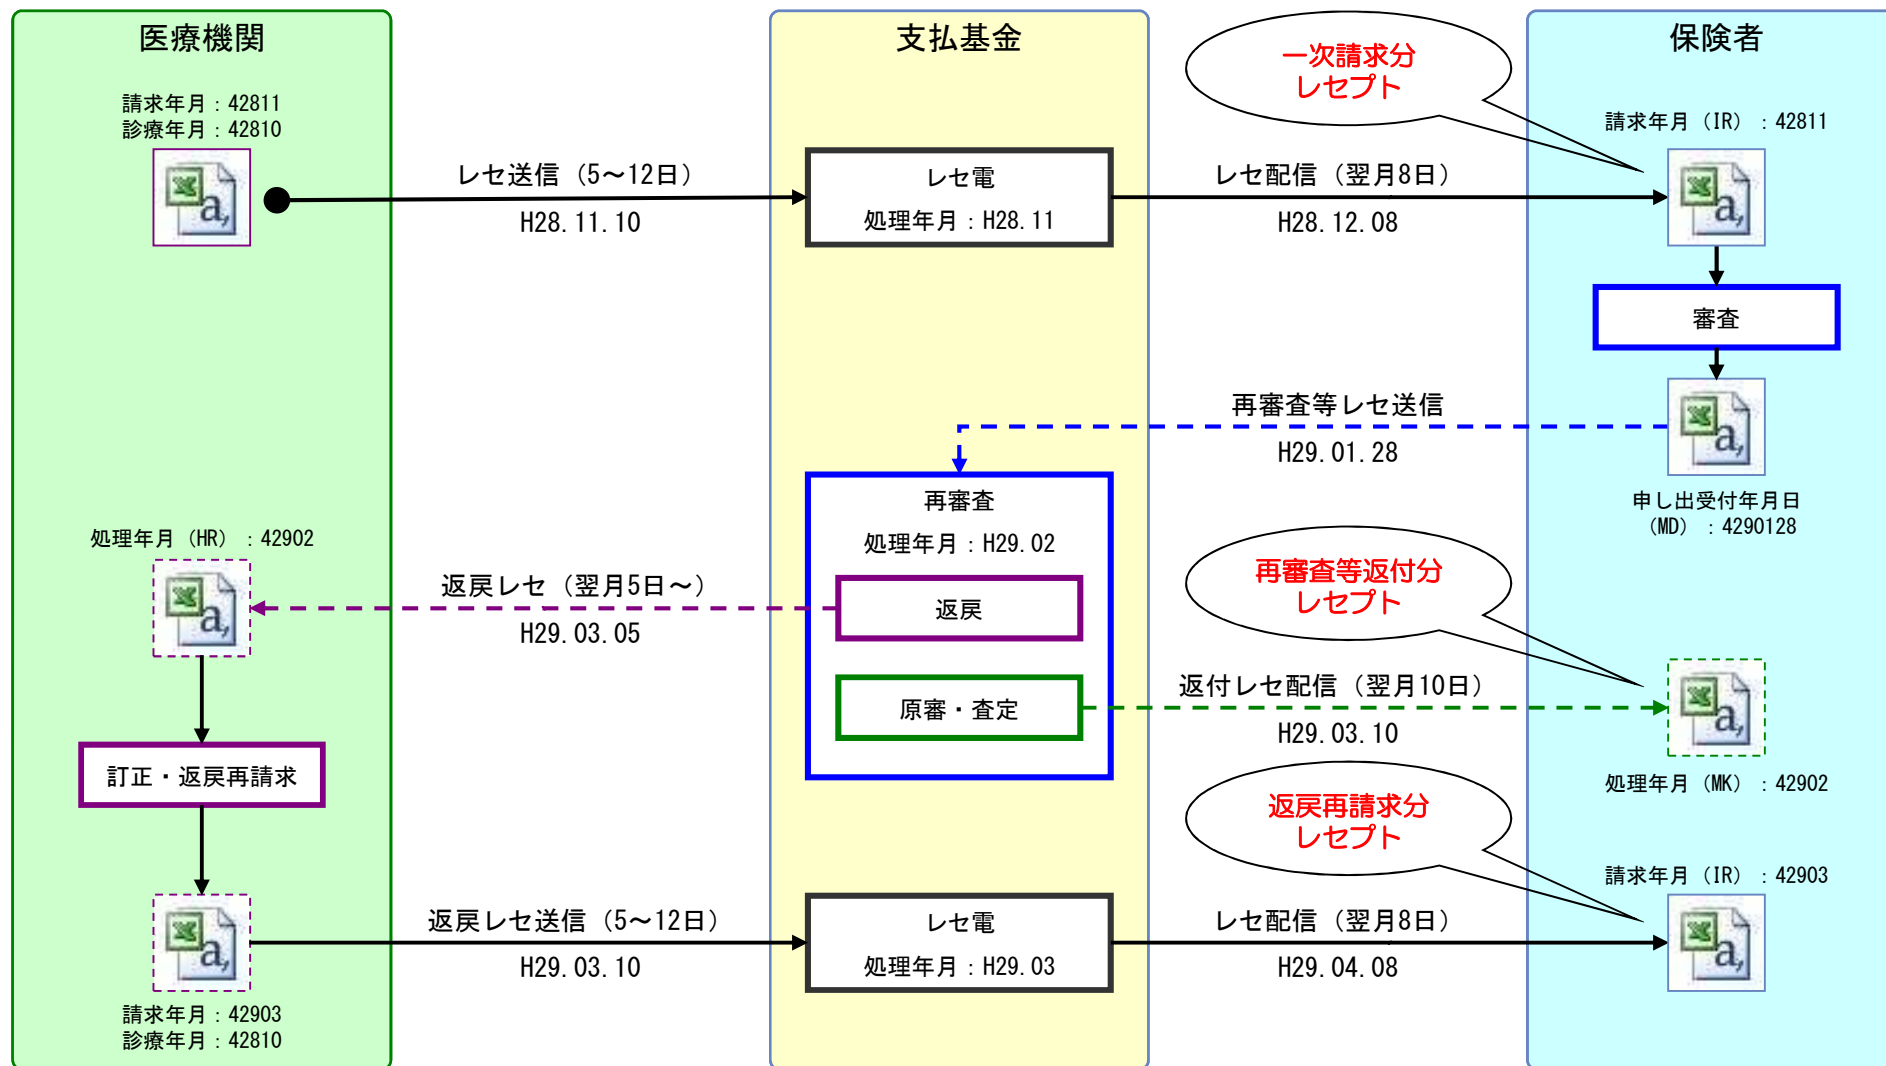 医療機関
支払基金
保険者
一次請求分
レセプト
請求年月：42811
診療年月：42810
請求年月（IR）：42811
レセ送信（5～12日）
H28.11.10
レセ電
処理年月：H28.11
レセ配信（翌月8日）
H28.12.08
審査
再審査等レセ送信
H29.01.28
申し出受付年月日
（MD）：4290128
再審査
処理年月：H29.02
処理年月（HR）：42902
返戻レセ（翌月5日～）
H29.03.05
返戻
再審査等返付分
レセプト
原審・査定
返付レセ配信（翌月10日）
H29.03.10
処理年月（MK）：42902
訂正・返戻再請求
返戻再請求分
レセプト
請求年月（IR）：42903
返戻レセ送信（5～12日）
H29.03.10
レセ電
処理年月：H29.03
レセ配信（翌月8日）
H29.04.08
請求年月：42903
診療年月：42810